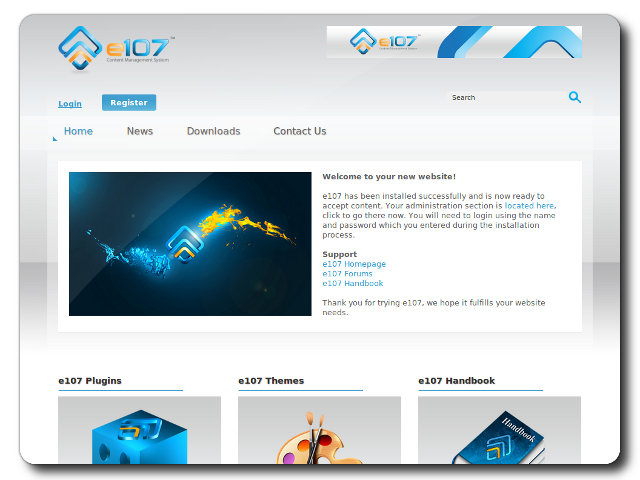 e107™
Content Management System
e107
Login
Register
Search
Home
News
Downloads
Contact Us
Welcome to your new website!
e107 has been installed successfully and is now ready to
accept content. Your administration section is located here,
click to go there now. You will need to login using the name
and password which you entered during the installation
process.
Support
e107 Homepage
e107 Forums
e107 Handbook
Thank you for trying e107, we hope it fulfills your website
needs.
e107 Plugins
e107 Themes
e107 Handbook
e107
Handbook